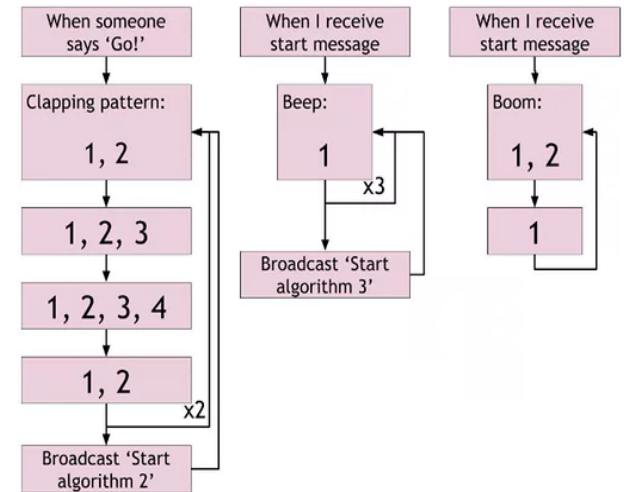 When someone
says ‘Go!’
Clapping pattern:
1, 2
1, 2, 3
1, 2, 3, 4
1, 2
x2
Broadcast ‘Start
algorithm 2’
When I receive
start message
Beep:
1
x3
Broadcast ‘Start
algorithm 3’
When I receive
start message
Boom:
1, 2
1